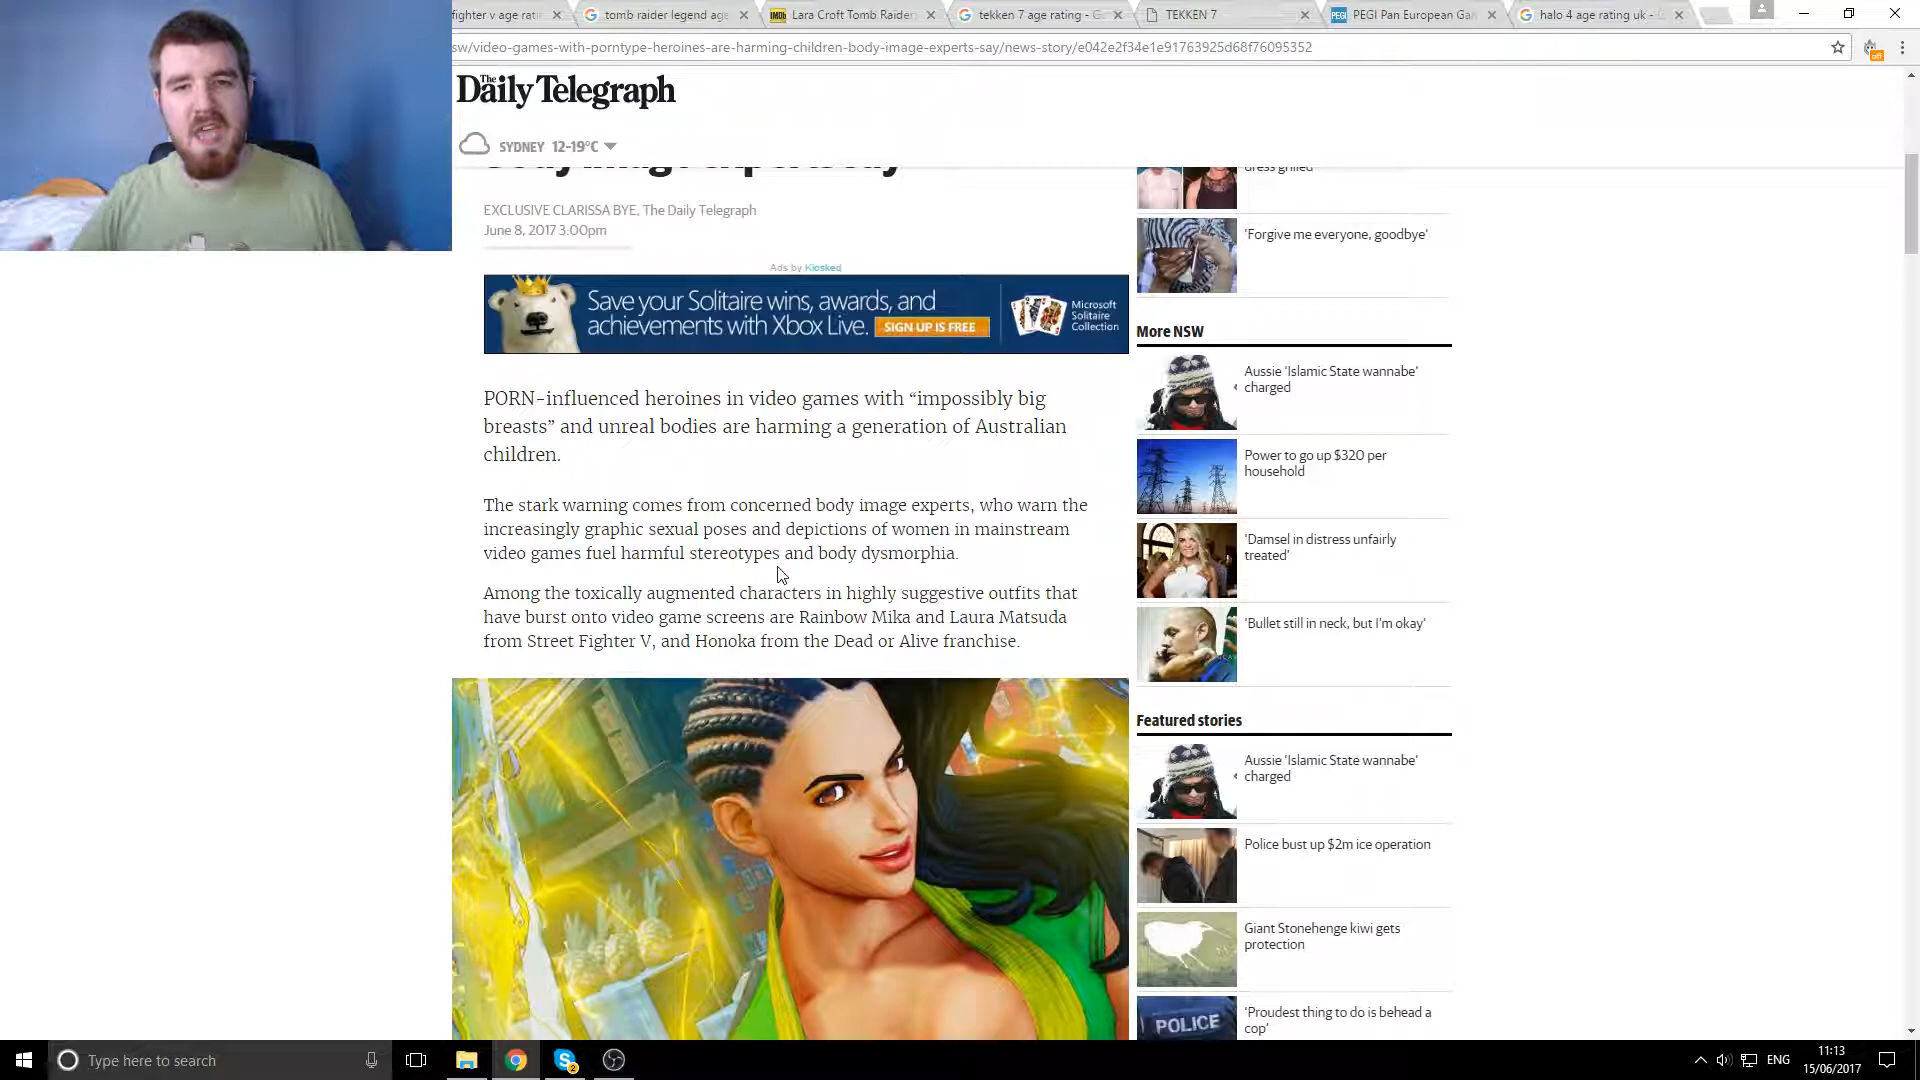 fighter v age rati
tomb raider legend age
Lara Croft Tomb Raider
tekken 7 age rating - G
TEKKEN 7
PEGI Pan European Ga
halo 4 age rating uk -
sw/video-games-with-porntype-heroines-are-harming-children-body-image-experts-say/news-story/e042e2f34e1e91763925d68f76095352
The Daily Telegraph
SYDNEY 12-19°C
Body image experts say
EXCLUSIVE CLARISSA BYE, The Daily Telegraph
June 8, 2017 3:00pm
Ads by Kiosked
Save your Solitaire wins, awards, and
achievements with Xbox Live. SIGN UP IS FREE
Microsoft
Solitaire
Collection
PORN-influenced heroines in video games with “impossibly big
breasts” and unreal bodies are harming a generation of Australian
children.
The stark warning comes from concerned body image experts, who warn the
increasingly graphic sexual poses and depictions of women in mainstream
video games fuel harmful stereotypes and body dysmorphia.
Among the toxically augmented characters in highly suggestive outfits that
have burst onto video game screens are Rainbow Mika and Laura Matsuda
from Street Fighter V, and Honoka from the Dead or Alive franchise.
dress grilled
'Forgive me everyone, goodbye'
More NSW
Aussie 'Islamic State wannabe'
charged
Power to go up $320 per
household
'Damsel in distress unfairly
treated'
'Bullet still in neck, but I'm okay'
Featured stories
Aussie 'Islamic State wannabe'
charged
Police bust up $2m ice operation
Giant Stonehenge kiwi gets
protection
POLICE
'Proudest thing to do is behead a
cop'
Type here to search
ENG
11:13
15/06/2017